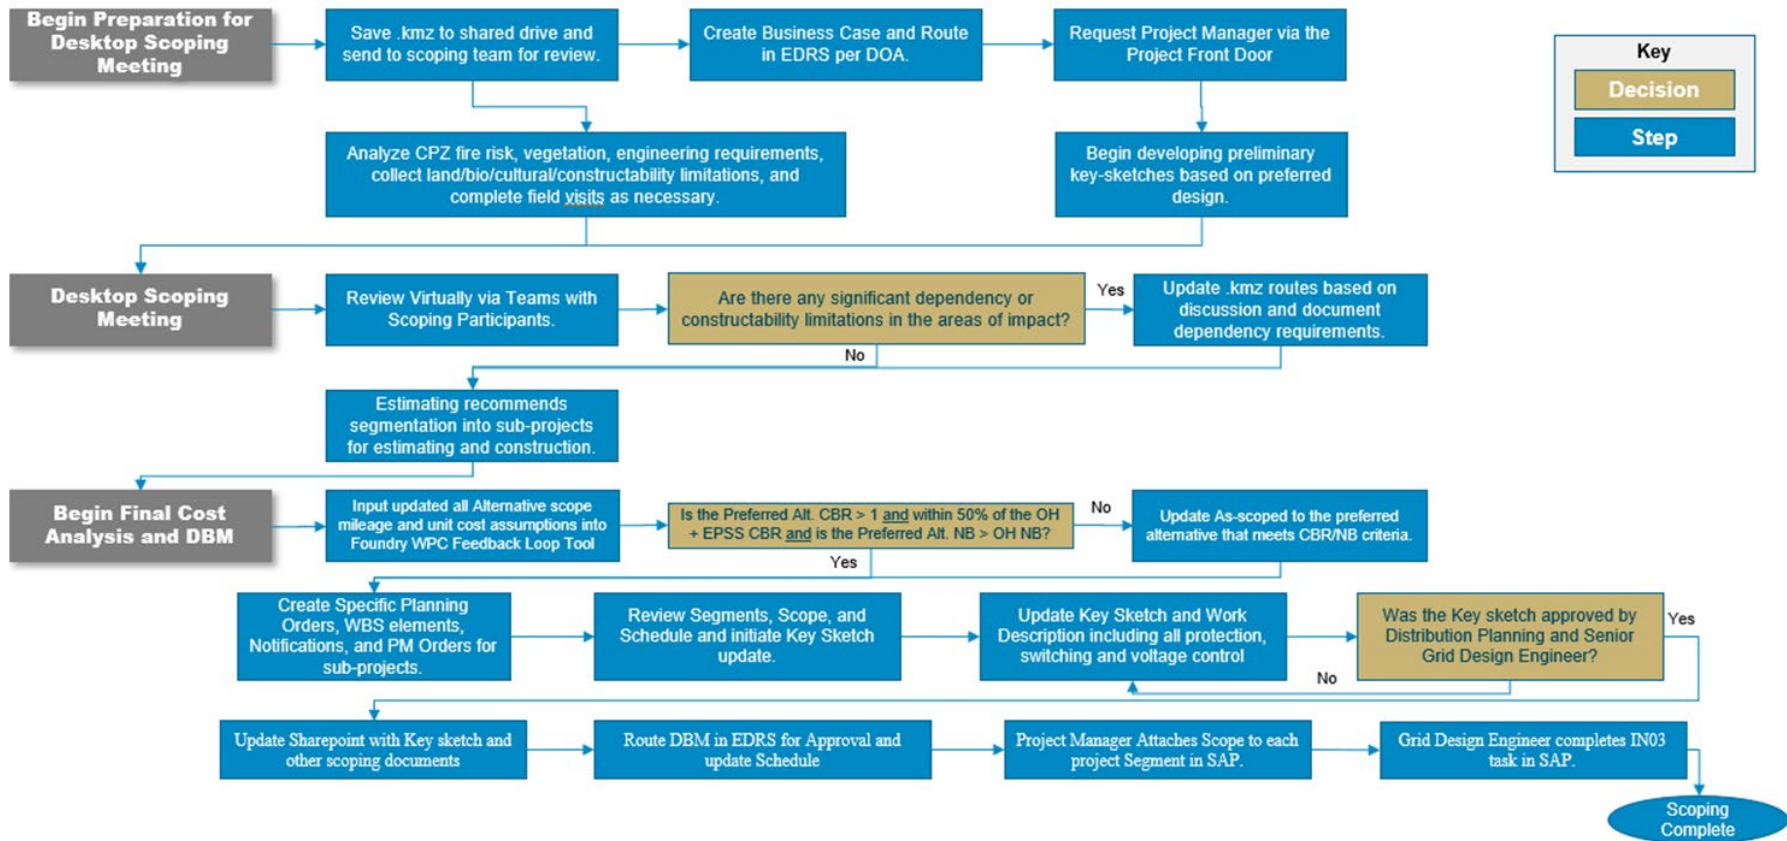 Begin Preparation for
Desktop Scoping
Meeting
Save .kmz to shared drive and
send to scoping team for review.
Create Business Case and Route
in EDRS per DOA.
Request Project Manager via the
Project Front Door
Key
Decision
Step
Analyze CPZ fire risk, vegetation, engineering requirements,
collect land/bio/cultural/constructability limitations, and
complete field visits as necessary.
Begin developing preliminary
key-sketches based on preferred
design.
Desktop Scoping
Meeting
Review Virtually via Teams with
Scoping Participants.
Are there any significant dependency or
constructability limitations in the areas of impact?
Yes
No
Update .kmz routes based on
discussion and document
dependency requirements.
Estimating recommends
segmentation into sub-projects
for estimating and construction.
Begin Final Cost
Analysis and DBM
Input updated all Alternative scope
mileage and unit cost assumptions into
Foundry WPC Feedback Loop Tool
Is the Preferred Alt. CBR > 1 and within 50% of the OH
+ EPSS CBR and is the Preferred Alt. NB > OH NB?
No
Yes
Update As-scoped to the preferred
alternative that meets CBR/NB criteria.
Create Specific Planning
Orders, WBS elements,
Notifications, and PM Orders for
sub-projects.
Review Segments, Scope, and
Schedule and initiate Key Sketch
update.
Update Key Sketch and Work
Description including all protection,
switching and voltage control
Was the Key sketch approved by
Distribution Planning and Senior
Grid Design Engineer?
Yes
No
Update Sharepoint with Key sketch and
other scoping documents
Route DBM in EDRS for Approval and
update Schedule
Project Manager Attaches Scope to each
project Segment in SAP.
Grid Design Engineer completes IN03
task in SAP.
Scoping
Complete